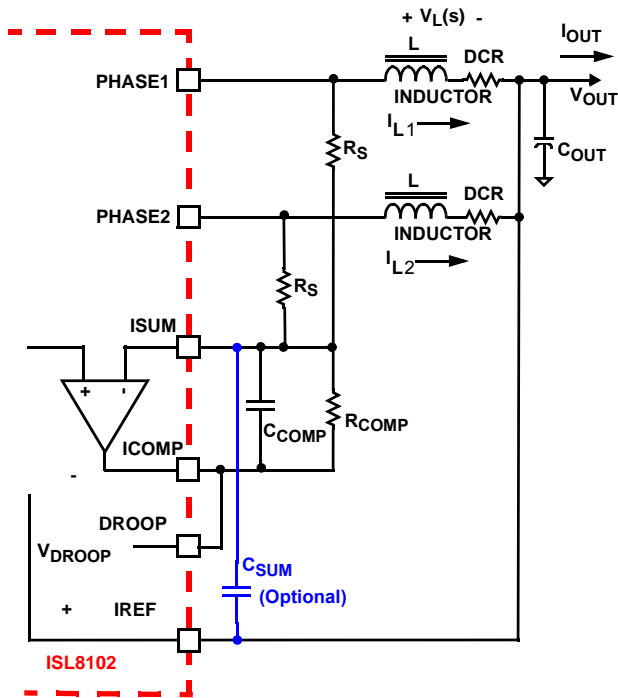 + VL(s) -
IOUT
L
DCR
PHASE1
INDUCTOR
VOUT
IL1
COUT
RS
L
DCR
PHASE2
INDUCTOR
IL2
RS
ISUM
+ -
CCOMP
RCOMP
ICOMP
-
DROOP
VDROOP
CSUM
(Optional)
+ IREF
ISL8102